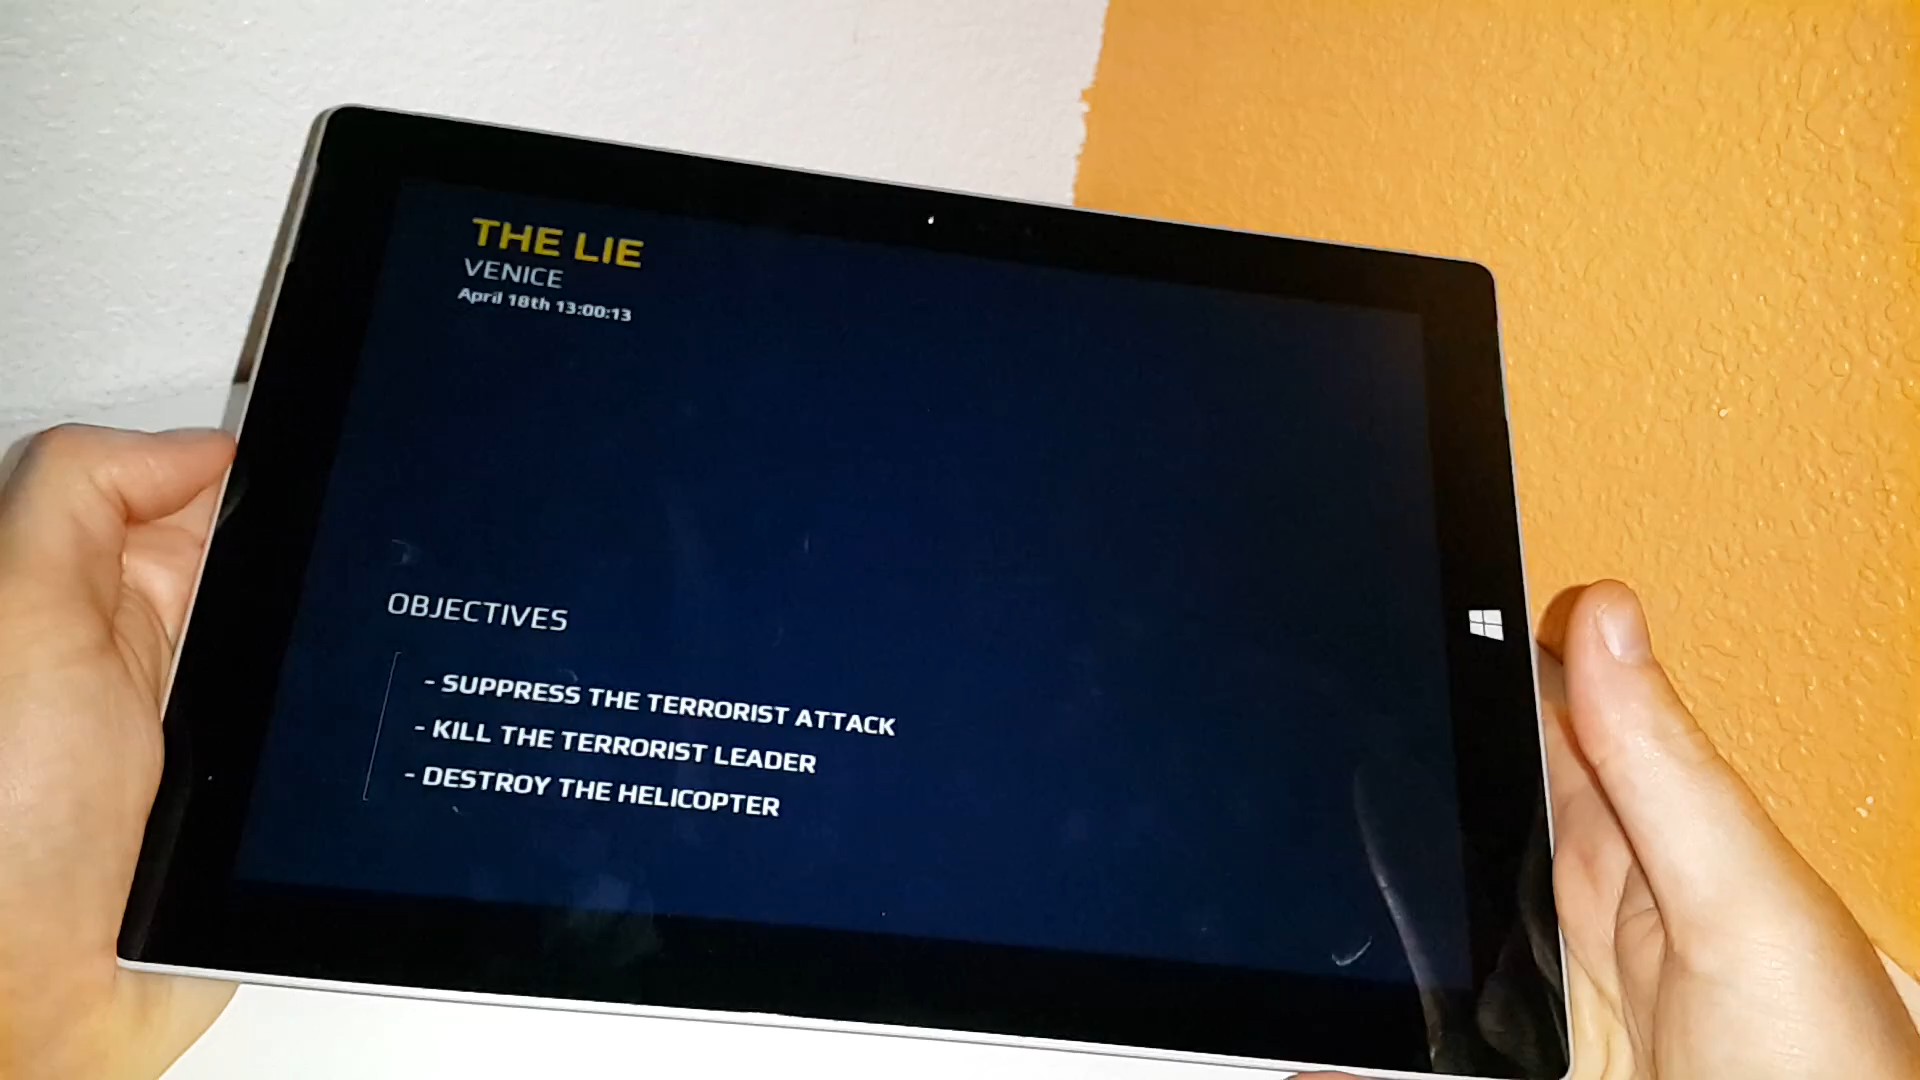 THE LIE
VENICE
April 18th 13:00:13
OBJECTIVES
- SUPPRESS THE TERRORIST ATTACK
- KILL THE TERRORIST LEADER
- DESTROY THE HELICOPTER